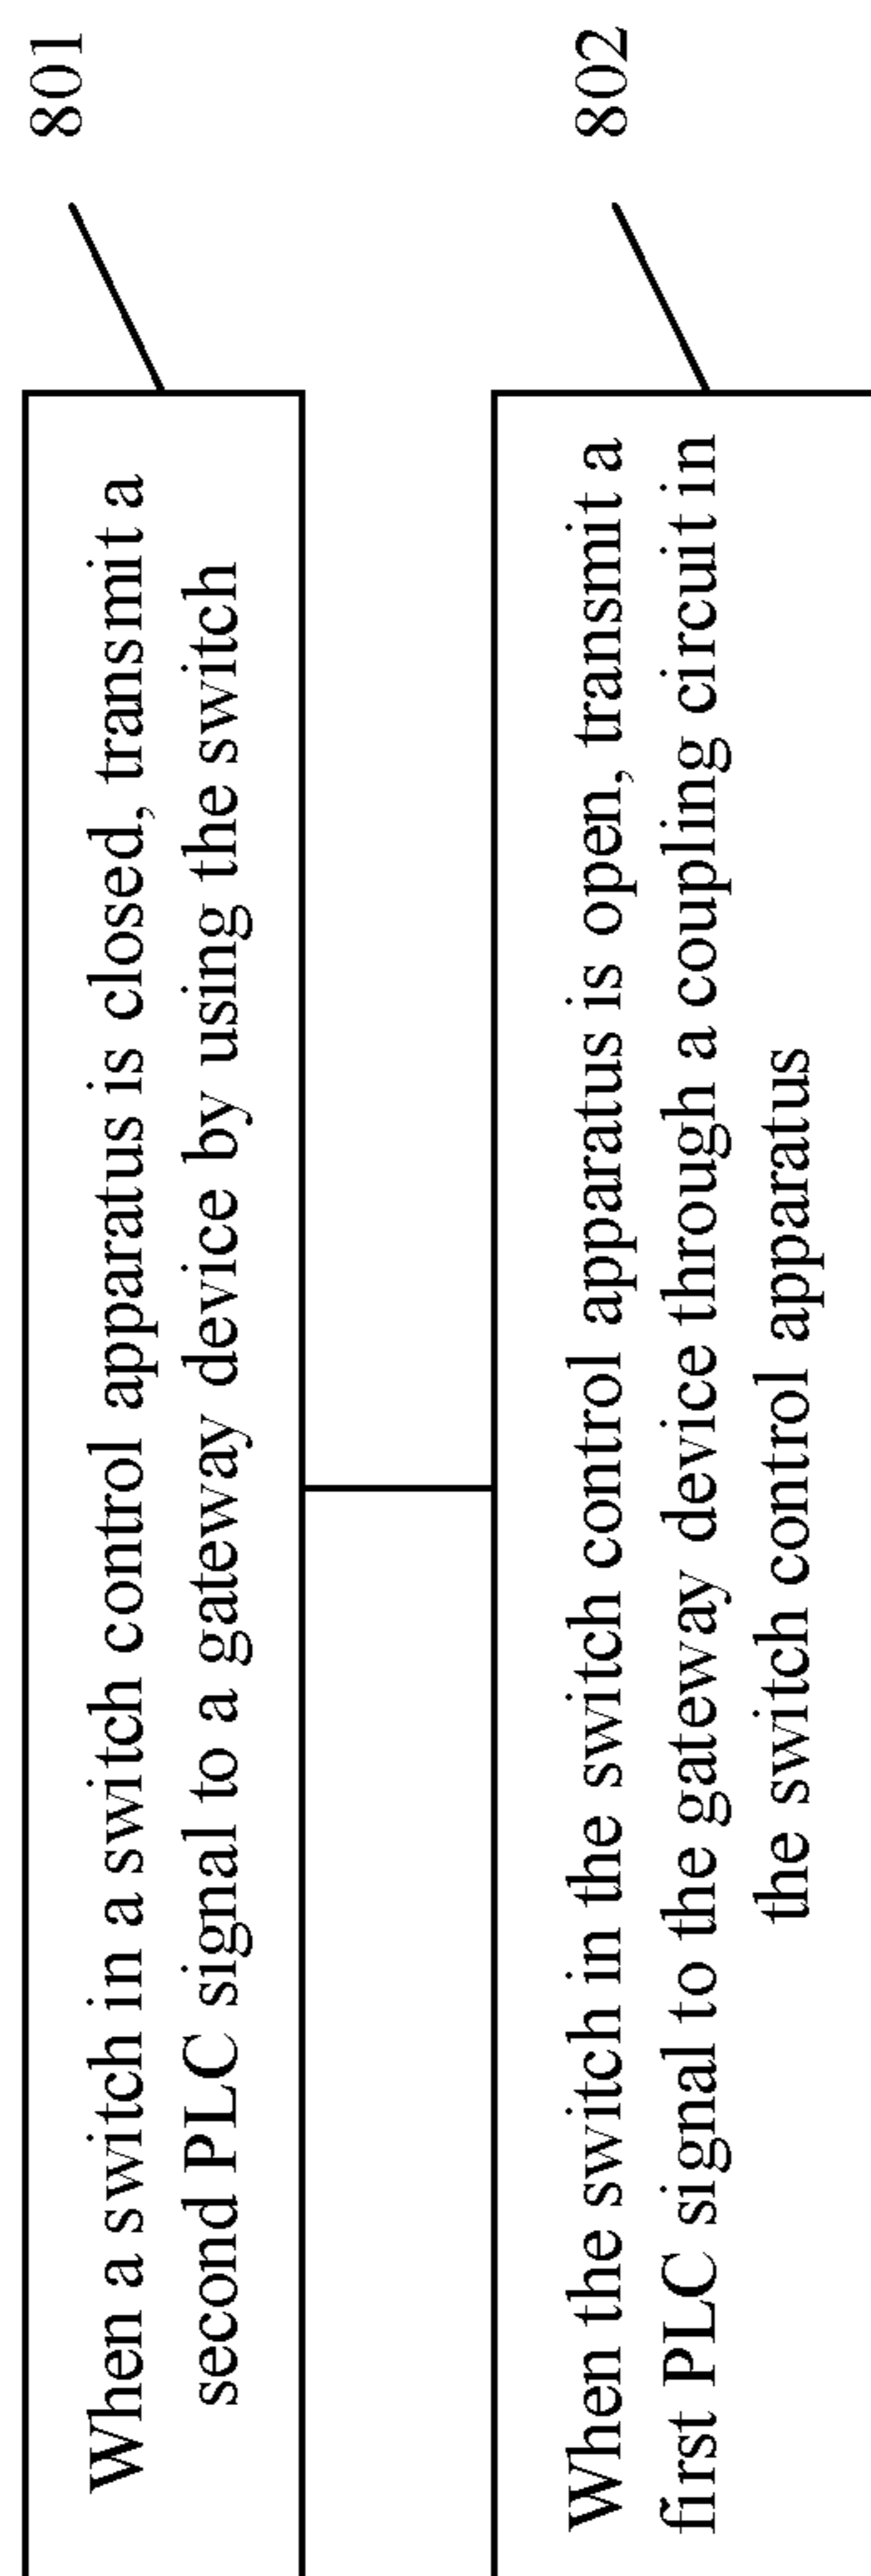 When a switch in a switch control apparatus is closed, transmit a
second PLC signal to a gateway device by using the switch
801
When the switch in the switch control apparatus is open, transmit a
first PLC signal to the gateway device through a coupling circuit in
the switch control apparatus
802